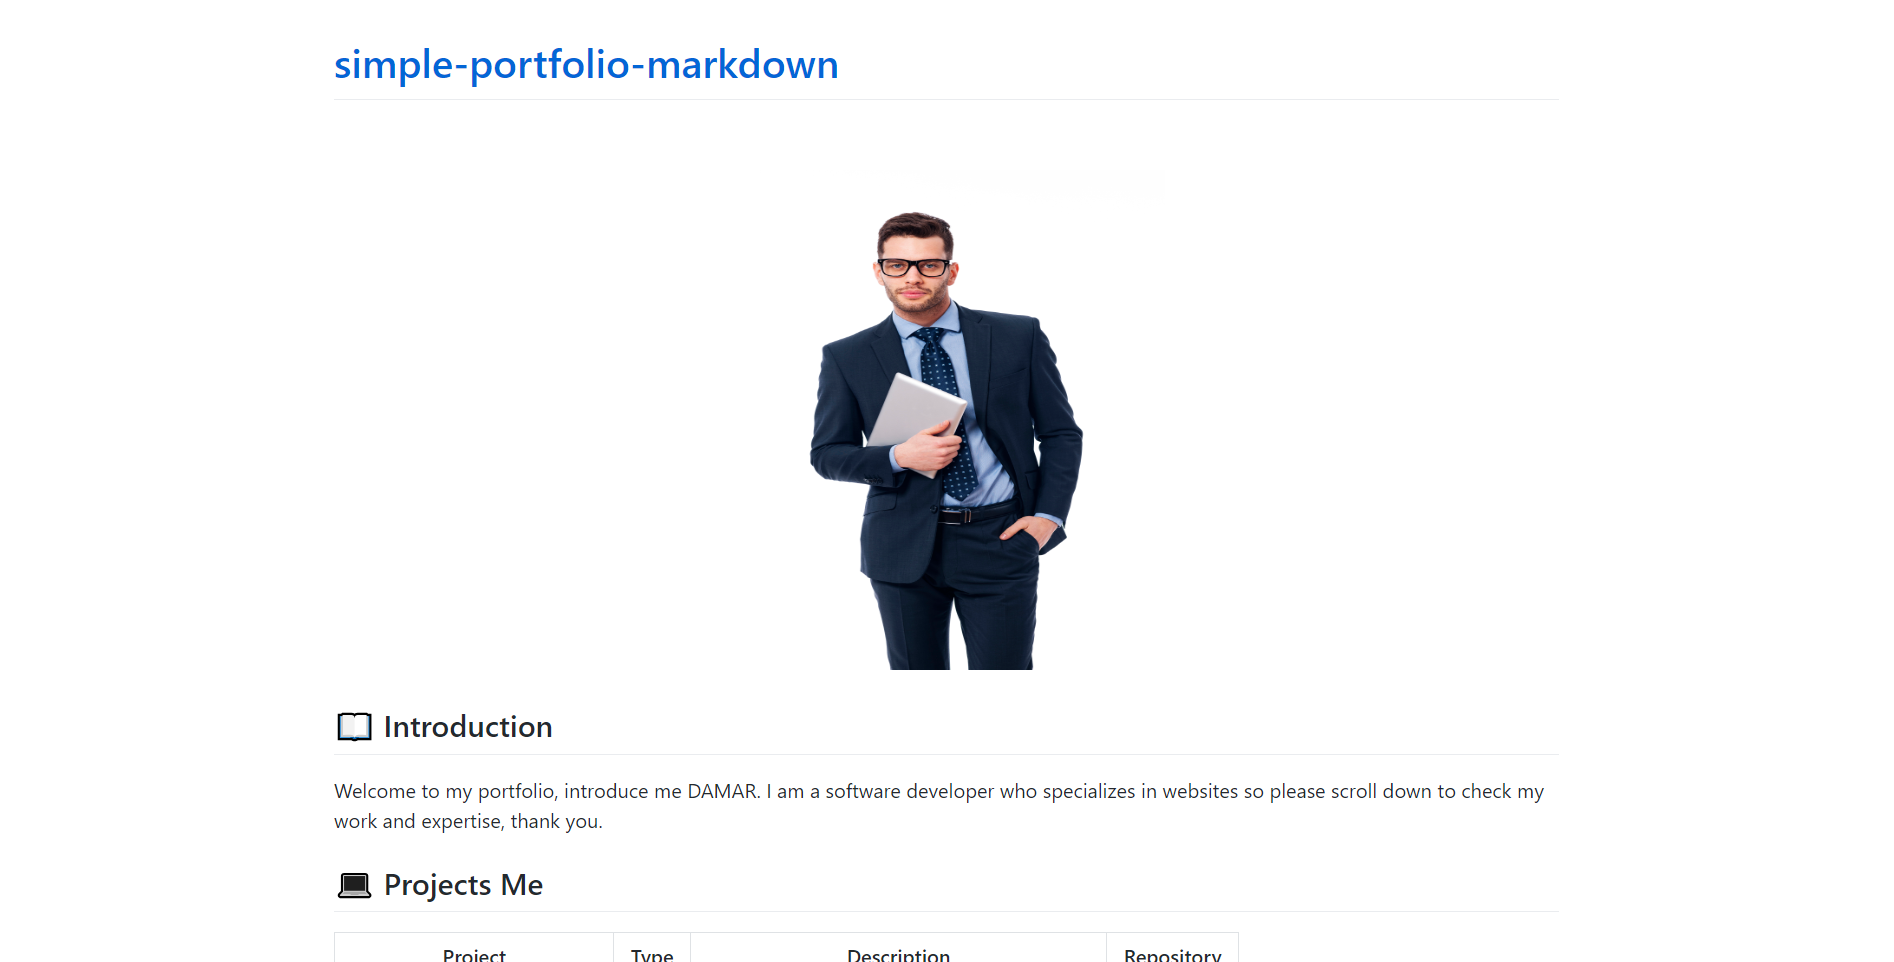 simple-portfolio-markdown
Introduction
Welcome to my portfolio, introduce me DAMAR. I am a software developer who specializes in websites so please scroll down to check my
work and expertise, thank you.
Projects Me
Project Type Description Repository